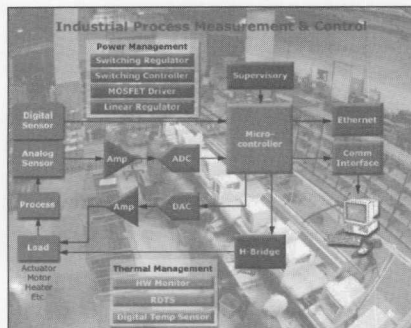 Industrial Process Measurement & Control
Power Management
Switching Regulator
Switching Controller
MOSFET Driver
Linear Regulator
Supervisory
Digital
Sensor
Micro-
controller
Ethernet
Analog
Sensor
Amp
ADC
Comm
Interface
Process
Amp
DAC
Load
H-Bridge
Actuator
Motor
Heater
Etc.
Thermal Management
HW Monitor
RDTS
Digital Temp Sensor